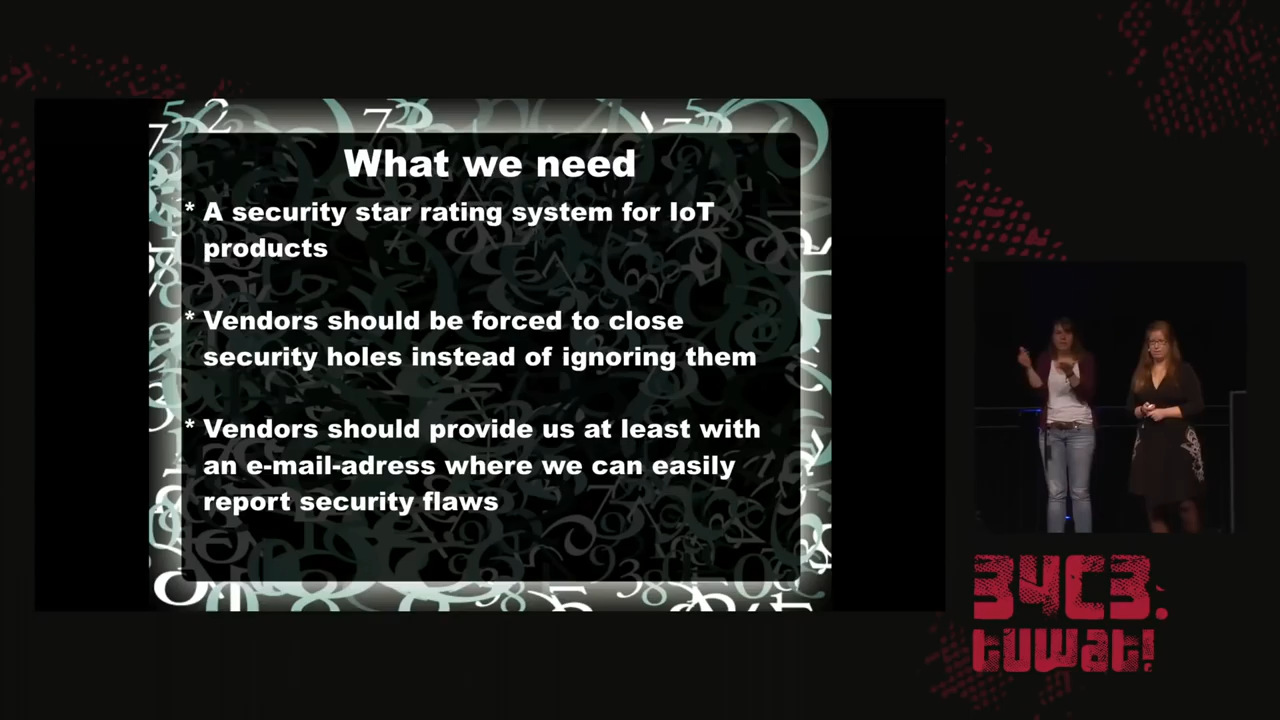 What we need
* A security star rating system for IoT
products
* Vendors should be forced to close
security holes instead of ignoring them
* Vendors should provide us at least with
an e-mail-adress where we can easily
report security flaws
34C3.
tuwat!